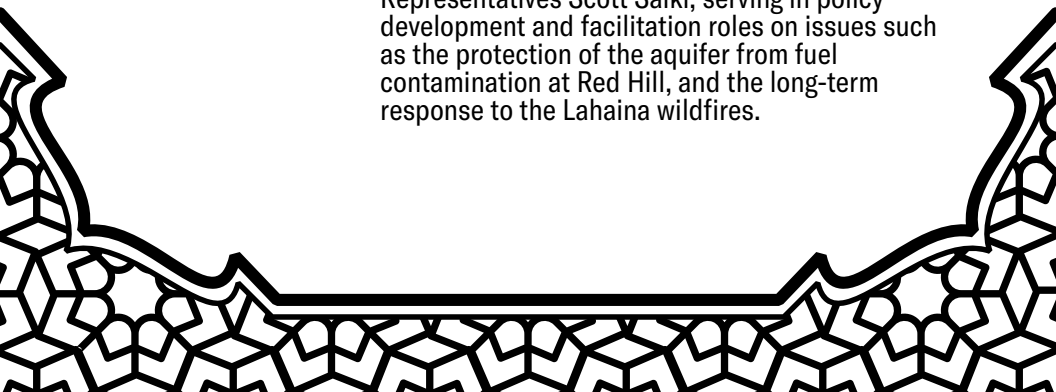 Representatives Scott Saiki, serving in policy
development and facilitation roles on issues such
as the protection of the aquifer from fuel
contamination at Red Hill, and the long-term
response to the Lahaina wildfires.